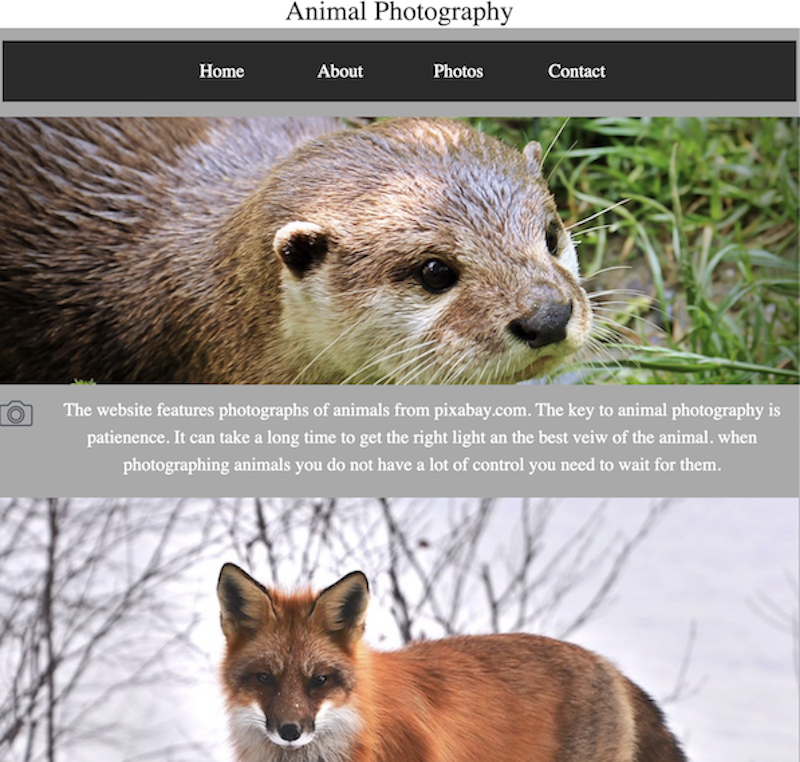 Animal Photography
Home About Photos Contact
The website features photographs of animals from pixabay.com. The key to animal photography is
patienence. It can take a long time to get the right light an the best veiw of the animal. when
photographing animals you do not have a lot of control you need to wait for them.